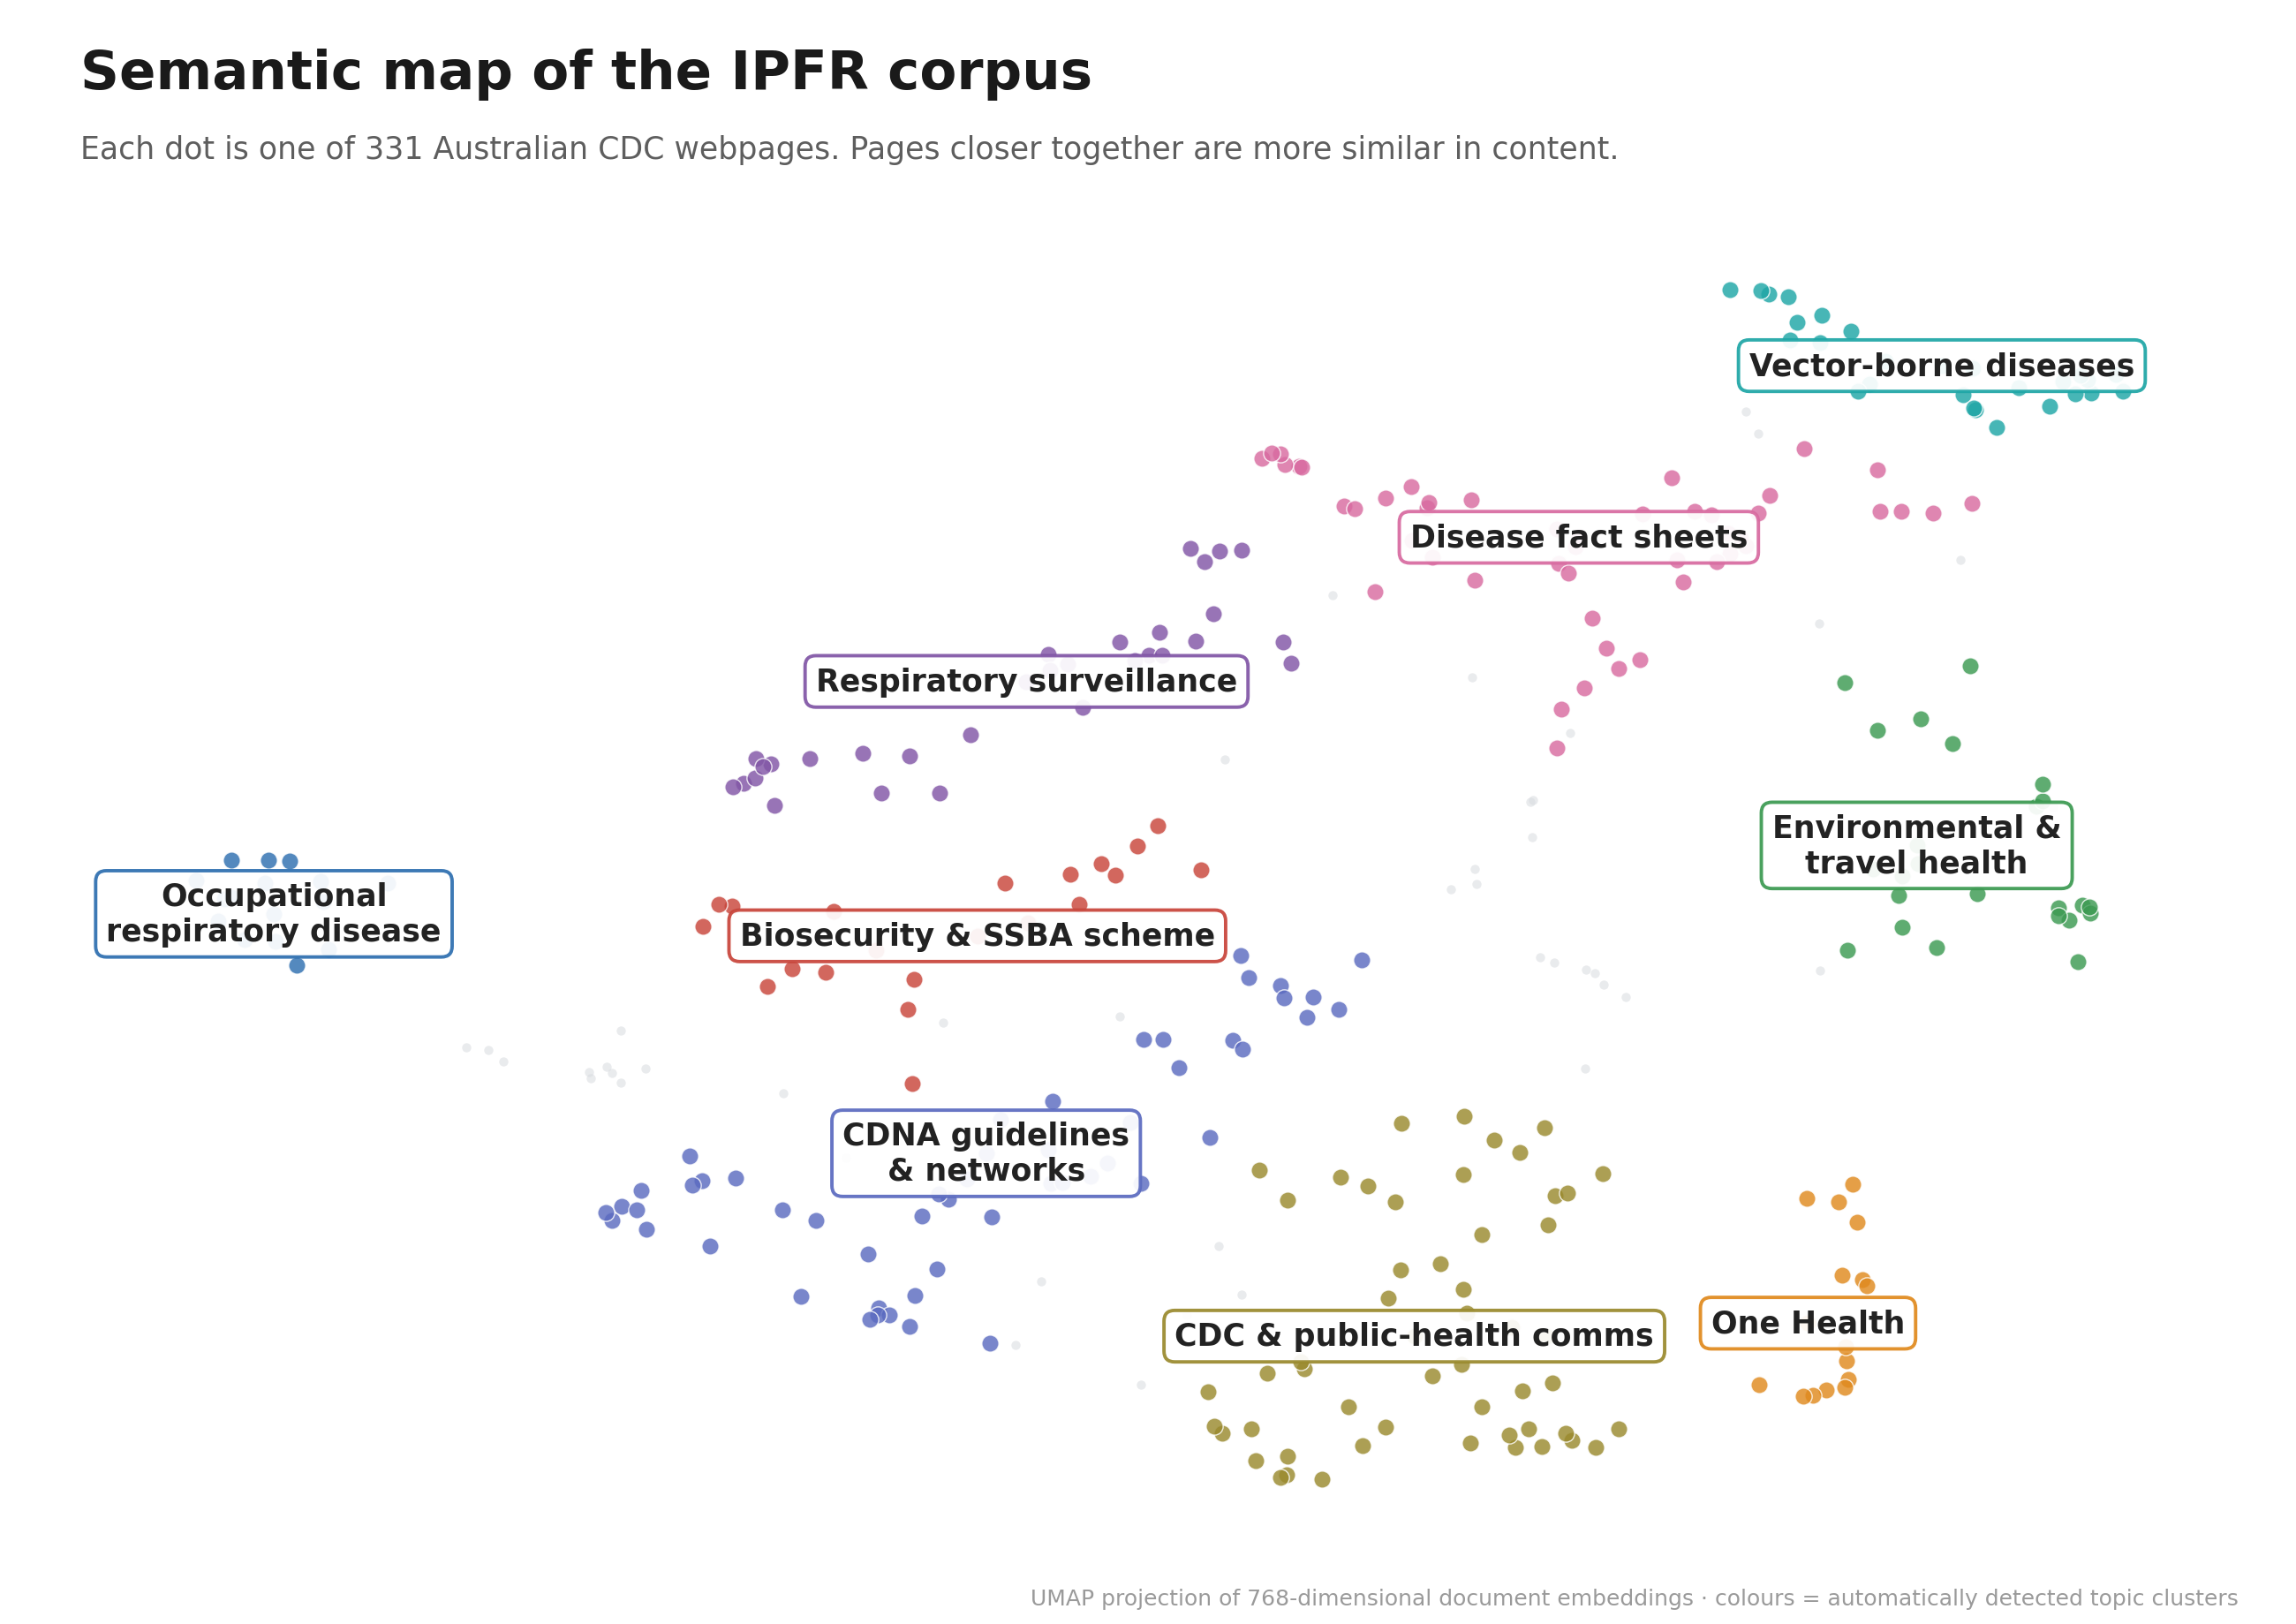 Semantic map of the IPFR corpus
Each dot is one of 331 Australian CDC webpages. Pages closer together are more similar in content.
Vector-borne diseases
Disease fact sheets
Respiratory surveillance
Environmental &
travel health
Occupational
respiratory disease
Biosecurity & SSBA scheme
CDNA guidelines
& networks
CDC & public-health comms
One Health
UMAP projection of 768-dimensional document embeddings · colours = automatically detected topic clusters